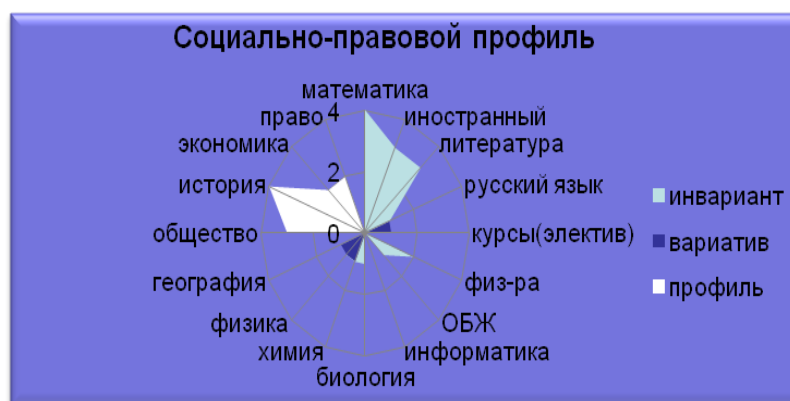 Социально-правовой профиль
математика
право
4
иностранный
экономика
литература
история
2
русский язык
общество
0
курсы(электив)
география
физ-ра
физика
ОБЖ
химия
информатика
биология
инвариант
вариатив
профиль